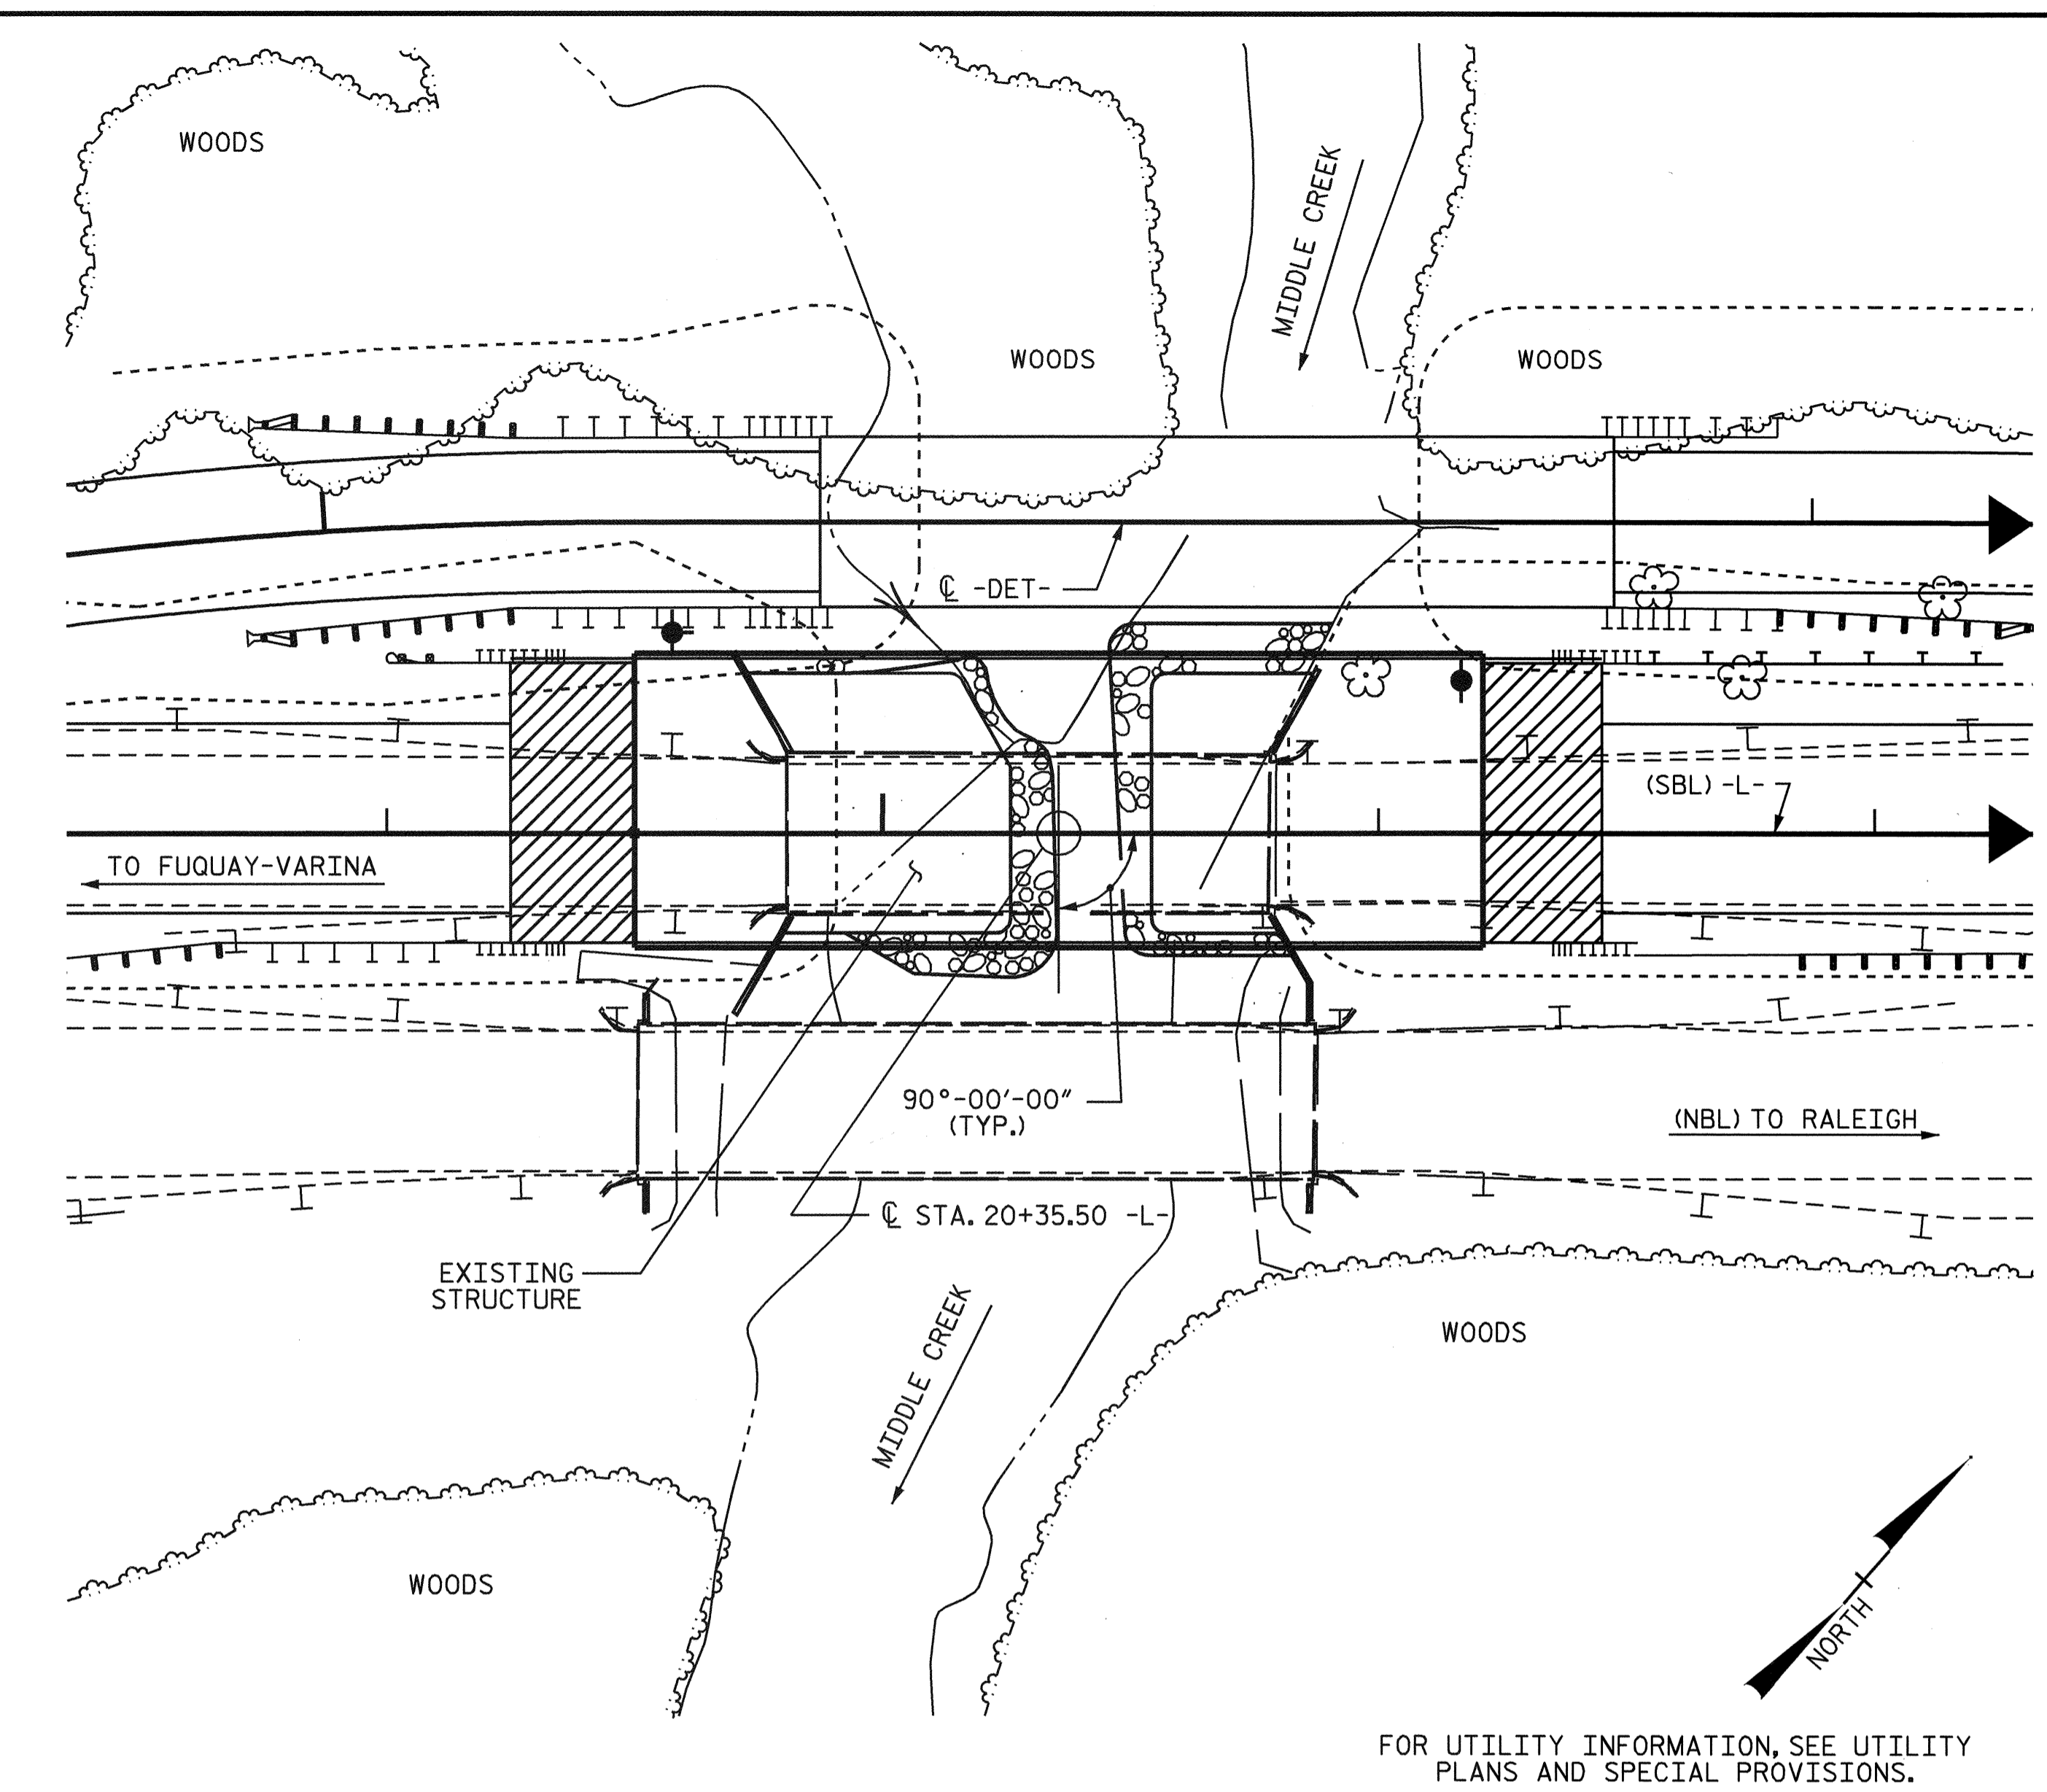 WOODS
MIDDLE CREEK
WOODS
WOODS
℄ -DET-
(SBL) -L-
TO FUQUAY-VARINA
90°-00'-00"
(TYP.)
(NBL) TO RALEIGH
℄ STA. 20+35.50 -L-
EXISTING
STRUCTURE
MIDDLE CREEK
WOODS
WOODS
NORTH
FOR UTILITY INFORMATION, SEE UTILITY
PLANS AND SPECIAL PROVISIONS.